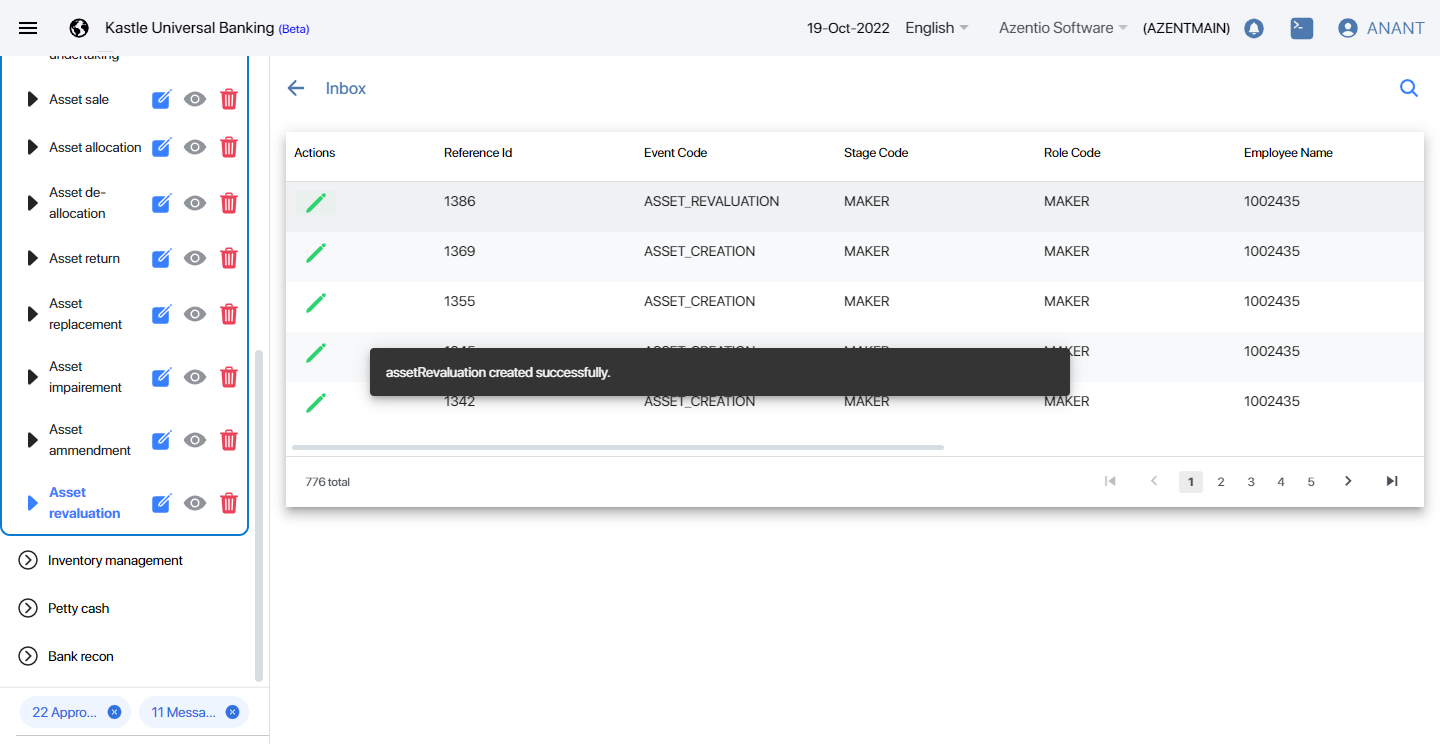 Kastle Universal Banking (Beta)
19-Oct-2022 English Azentio Software (AZENTMAIN) ANANT
undertaking
Asset sale
Asset allocation
Asset de-
allocation
Asset return
Asset
replacement
Asset
impairement
Asset
ammendment
Asset
revaluation
Inventory management
Petty cash
Bank recon
22 Appro...
11 Messa...
Inbox
Actions Reference Id Event Code Stage Code Role Code Employee Name
1386 ASSET_REVALUATION MAKER MAKER 1002435
1369 ASSET_CREATION MAKER MAKER 1002435
1355 ASSET_CREATION MAKER MAKER 1002435
ASSET_CREATION MAKER MAKER 1002435
assetRevaluation created successfully.
1342 ASSET_CREATION MAKER MAKER 1002435
776 total
1 2 3 4 5